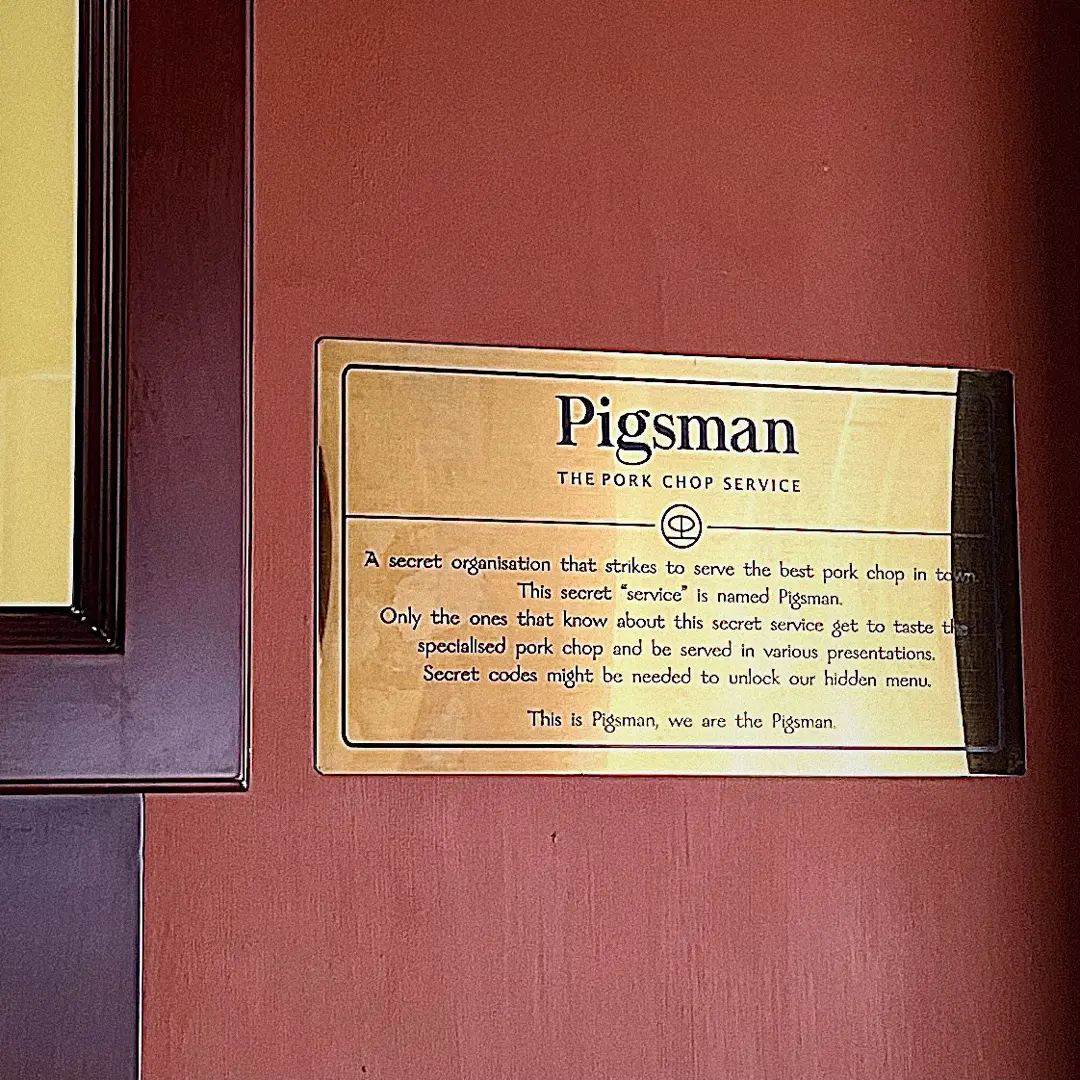 Pigsman
THE PORK CHOP SERVICE
A secret organisation that strikes to serve the best pork chop in town.
This secret “service” is named Pigsman.
Only the ones that know about this secret service get to taste the
specialised pork chop and be served in various presentations.
Secret codes might be needed to unlock our hidden menu.
This is Pigsman, we are the Pigsman.